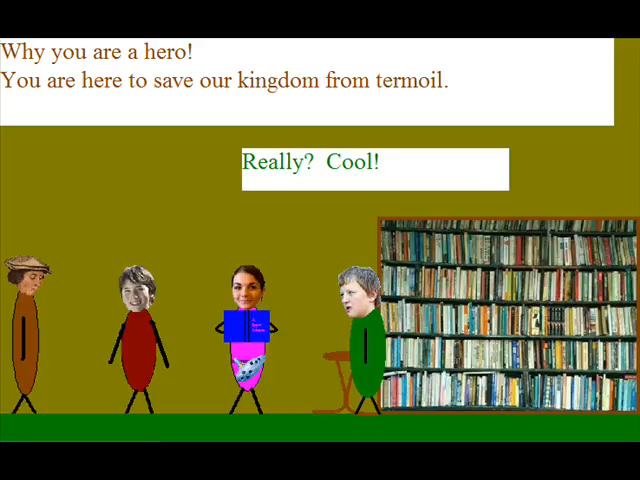 Why you are a hero!
You are here to save our kingdom from termoil.
Really? Cool!